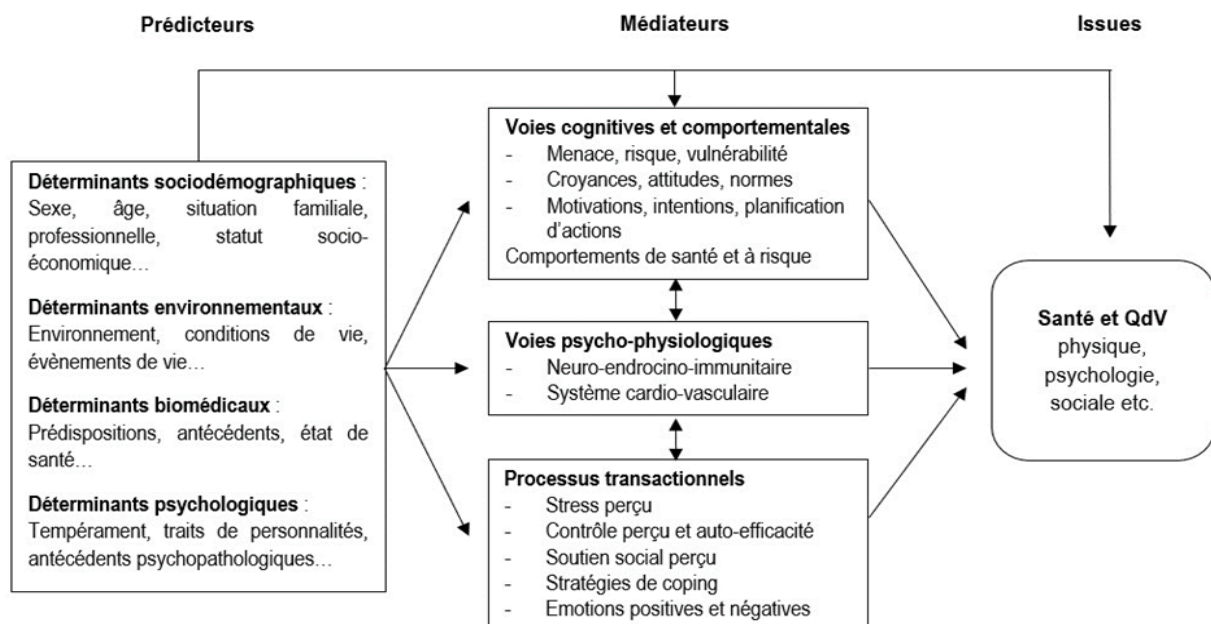 Prédicteurs
Médiateurs
Issues
Déterminants sociodémographiques :
Sexe, âge, situation familiale,
professionnelle, statut socio-
économique…
Déterminants environnementaux :
Environnement, conditions de vie,
évènements de vie…
Déterminants biomédicaux :
Prédispositions, antécédents, état de
santé…
Déterminants psychologiques :
Tempérament, traits de personnalités,
antécédents psychopathologiques…
Voies cognitives et comportementales
- Menace, risque, vulnérabilité
- Croyances, attitudes, normes
- Motivations, intentions, planification
d’actions
Comportements de santé et à risque
Voies psycho-physiologiques
- Neuro-endrocino-immunitaire
- Système cardio-vasculaire
Processus transactionnels
- Stress perçu
- Contrôle perçu et auto-efficacité
- Soutien social perçu
- Stratégies de coping
- Emotions positives et négatives
Santé et QdV
physique,
psychologie,
sociale etc.